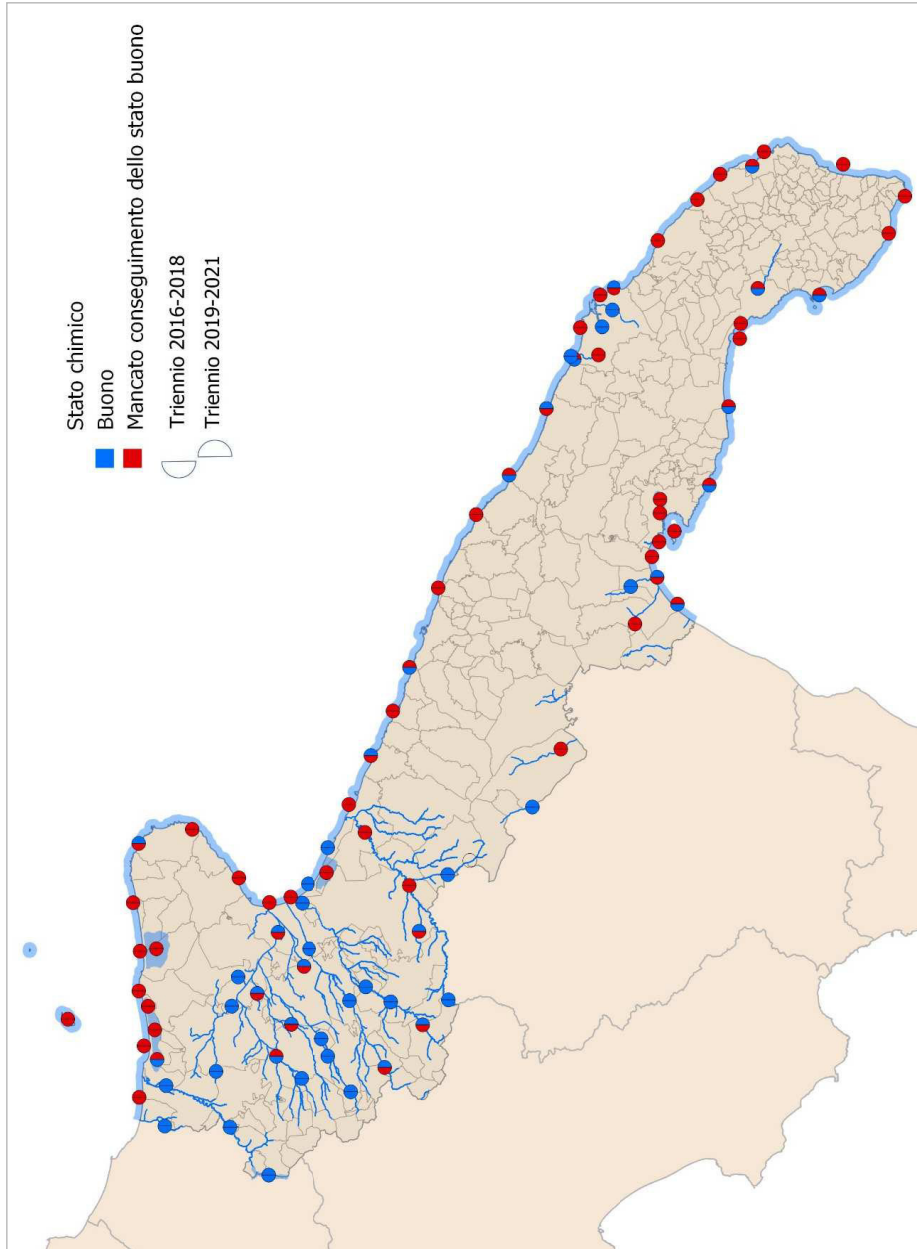 Stato chimico
Buono
Mancato conseguimento dello stato buono
Triennio 2016-2018
Triennio 2019-2021